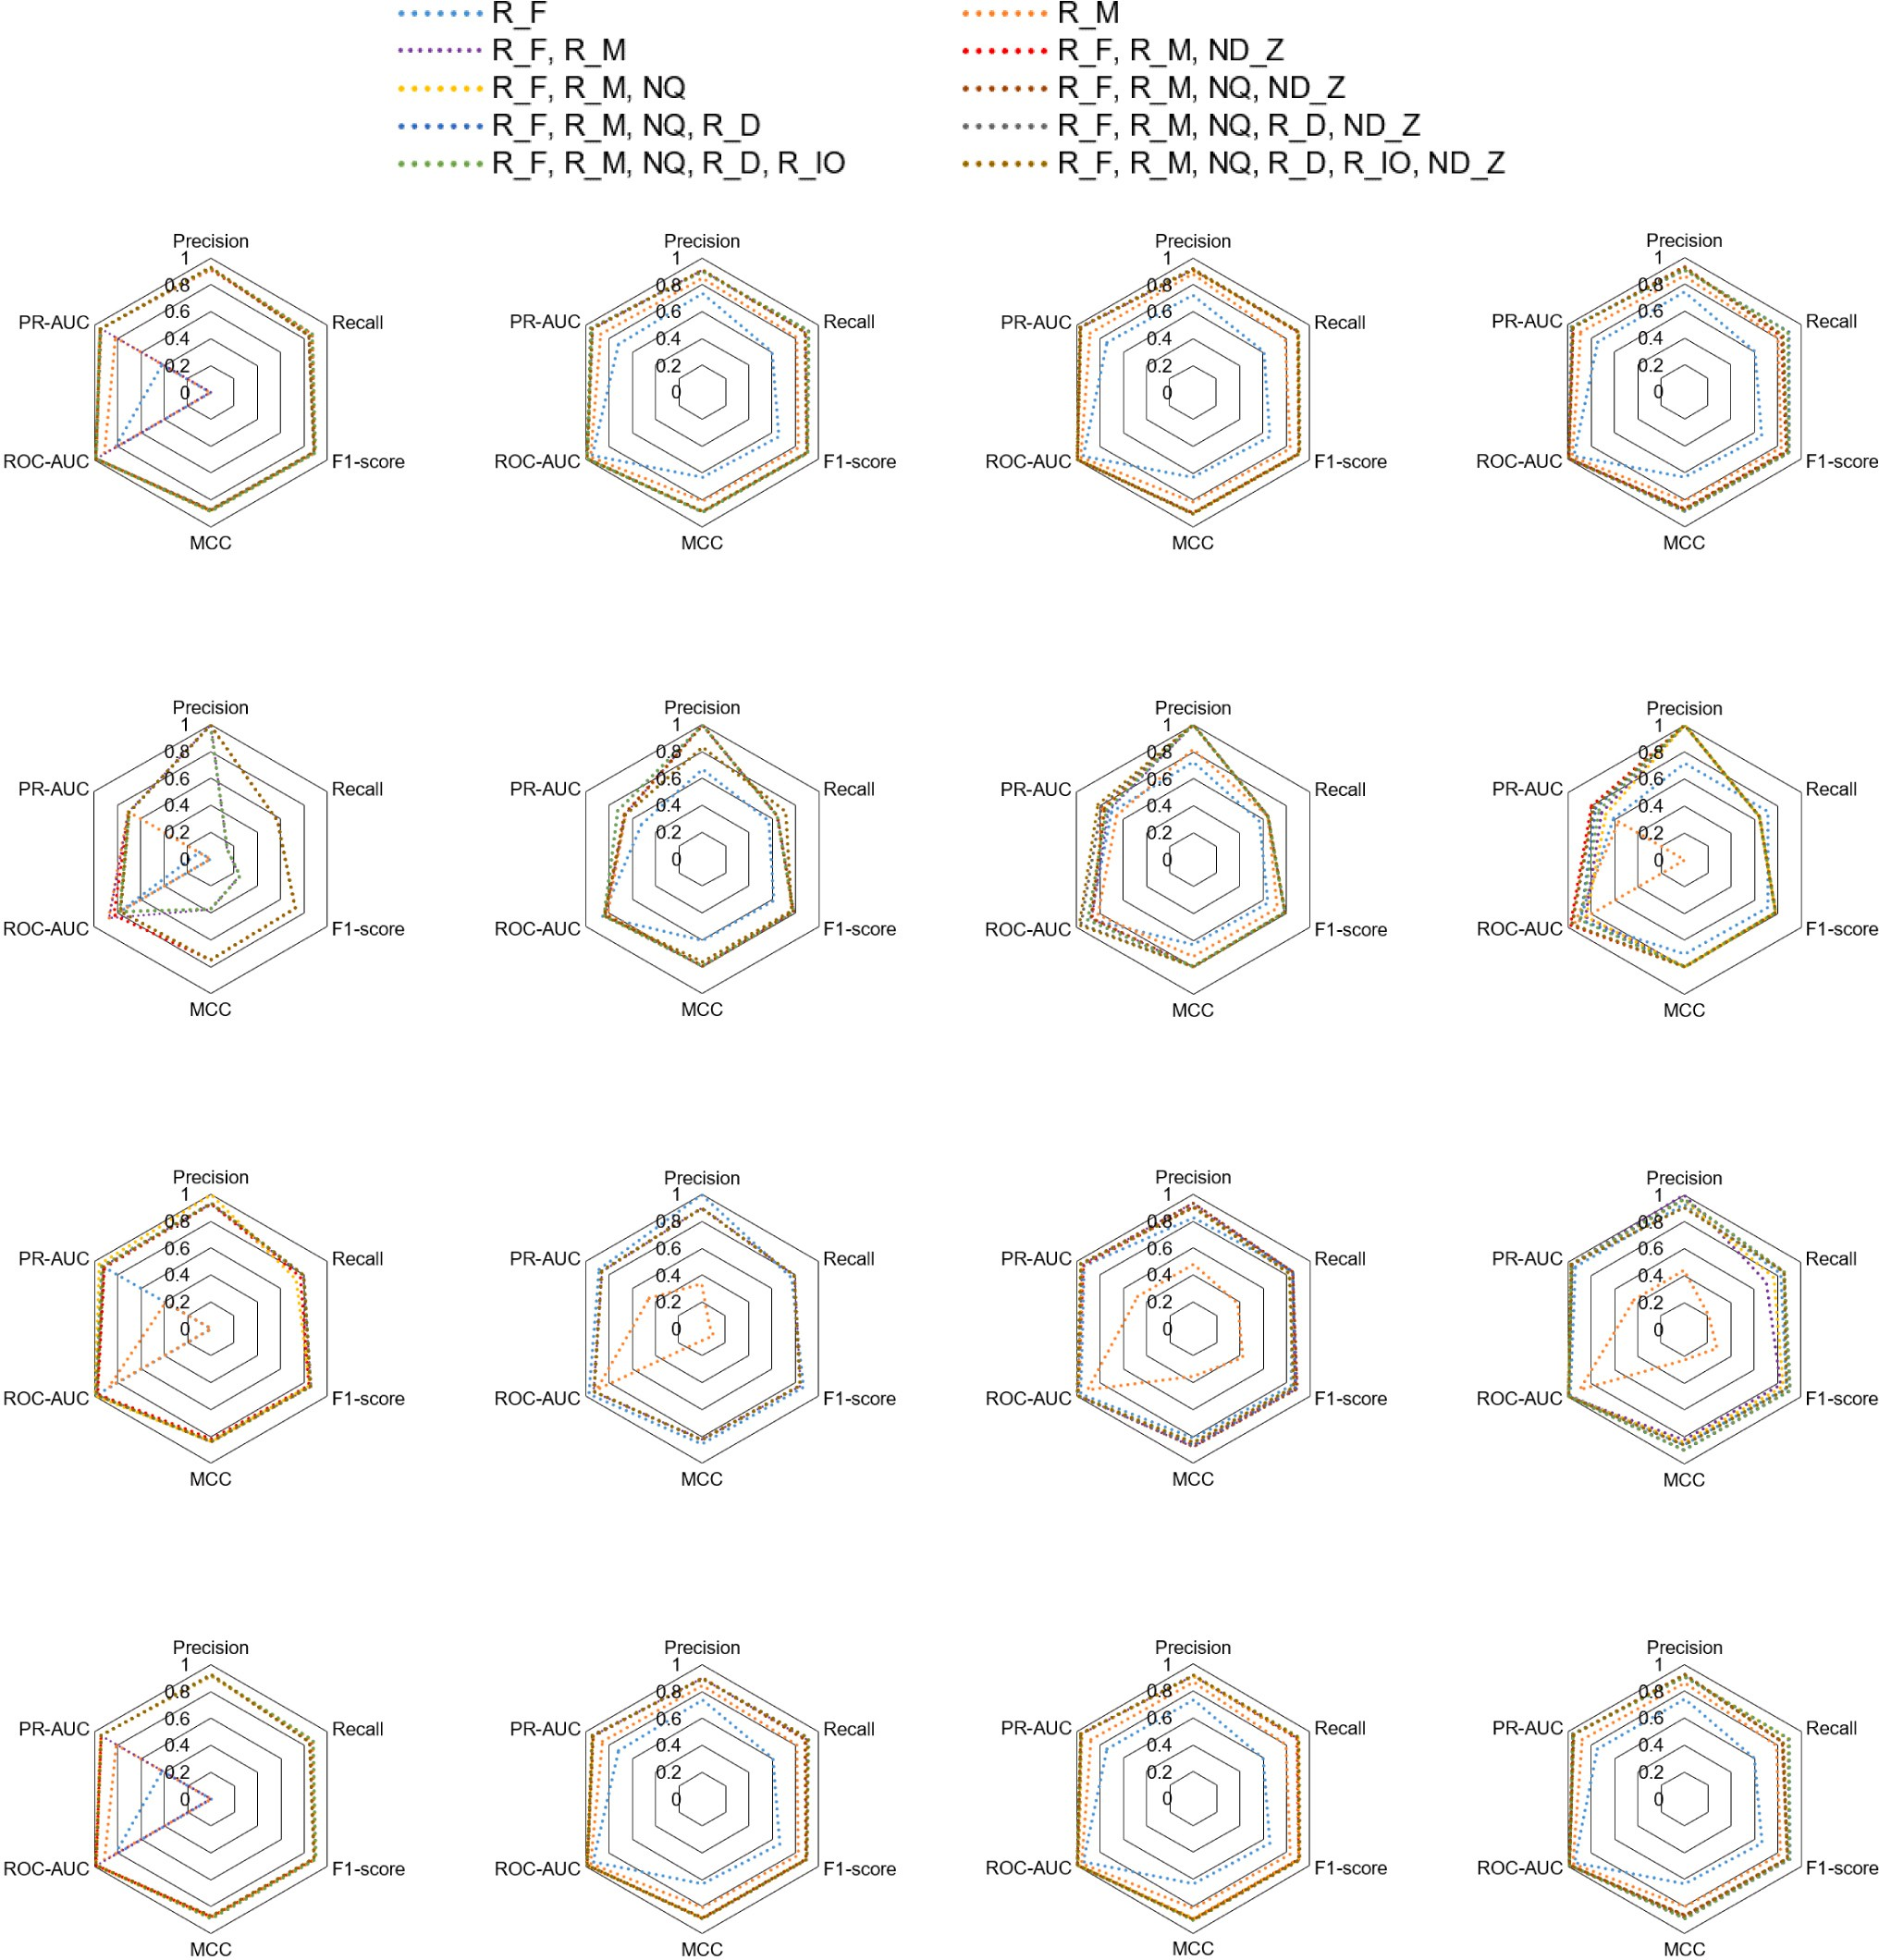 R_F
R_M
R_F, R_M
R_F, R_M, ND_Z
R_F, R_M, NQ
R_F, R_M, NQ, ND_Z
R_F, R_M, NQ, R_D
R_F, R_M, NQ, R_D, ND_Z
R_F, R_M, NQ, R_D, R_IO
R_F, R_M, NQ, R_D, R_IO, ND_Z
Precision
1
0.8
0.6
0.4
0.2
0
PR-AUC
Recall
ROC-AUC
F1-score
MCC
Precision
1
0.8
0.6
0.4
0.2
0
PR-AUC
Recall
ROC-AUC
F1-score
MCC
Precision
1
0.8
0.6
0.4
0.2
0
PR-AUC
Recall
ROC-AUC
F1-score
MCC
Precision
1
0.8
0.6
0.4
0.2
0
PR-AUC
Recall
ROC-AUC
F1-score
MCC
Precision
1
0.8
0.6
0.4
0.2
0
PR-AUC
Recall
ROC-AUC
F1-score
MCC
Precision
1
0.8
0.6
0.4
0.2
0
PR-AUC
Recall
ROC-AUC
F1-score
MCC
Precision
1
0.8
0.6
0.4
0.2
0
PR-AUC
Recall
ROC-AUC
F1-score
MCC
Precision
1
0.8
0.6
0.4
0.2
0
PR-AUC
Recall
ROC-AUC
F1-score
MCC
Precision
1
0.8
0.6
0.4
0.2
0
PR-AUC
Recall
ROC-AUC
F1-score
MCC
Precision
1
0.8
0.6
0.4
0.2
0
PR-AUC
Recall
ROC-AUC
F1-score
MCC
Precision
1
0.8
0.6
0.4
0.2
0
PR-AUC
Recall
ROC-AUC
F1-score
MCC
Precision
1
0.8
0.6
0.4
0.2
0
PR-AUC
Recall
ROC-AUC
F1-score
MCC
Precision
1
0.8
0.6
0.4
0.2
0
PR-AUC
Recall
ROC-AUC
F1-score
MCC
Precision
1
0.8
0.6
0.4
0.2
0
PR-AUC
Recall
ROC-AUC
F1-score
MCC
Precision
1
0.8
0.6
0.4
0.2
0
PR-AUC
Recall
ROC-AUC
F1-score
MCC
Precision
1
0.8
0.6
0.4
0.2
0
PR-AUC
Recall
ROC-AUC
F1-score
MCC